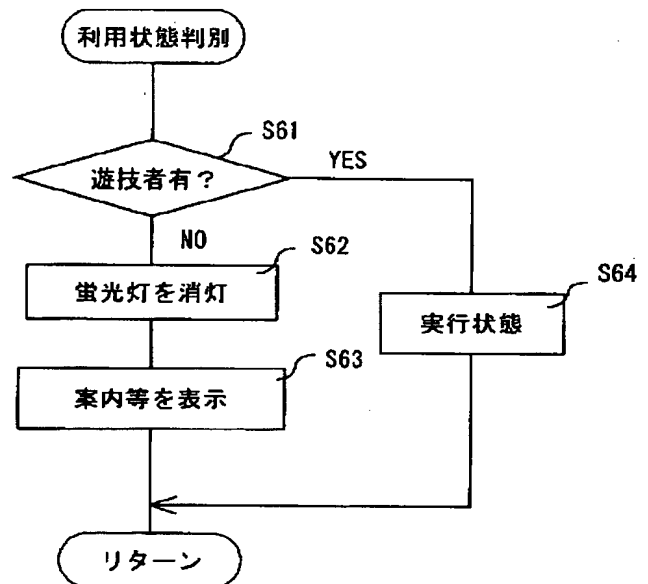 利用状態判別
S61
遊技者有？
YES
NO
S62
蛍光灯を消灯
S64
実行状態
S63
案内等を表示
リターン